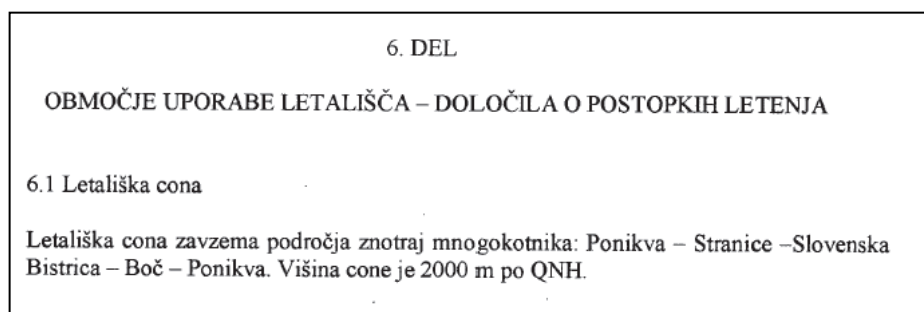 6. DEL
OBMOČJE UPORABE LETALIŠČA – DOLOČILA O POSTOPKIH LETENJA
6.1 Letališka cona
Letališka cona zavzema področja znotraj mnogokotnika: Ponikva – Stranice –Slovenska
Bistrica – Boč – Ponikva. Višina cone je 2000 m po QNH.